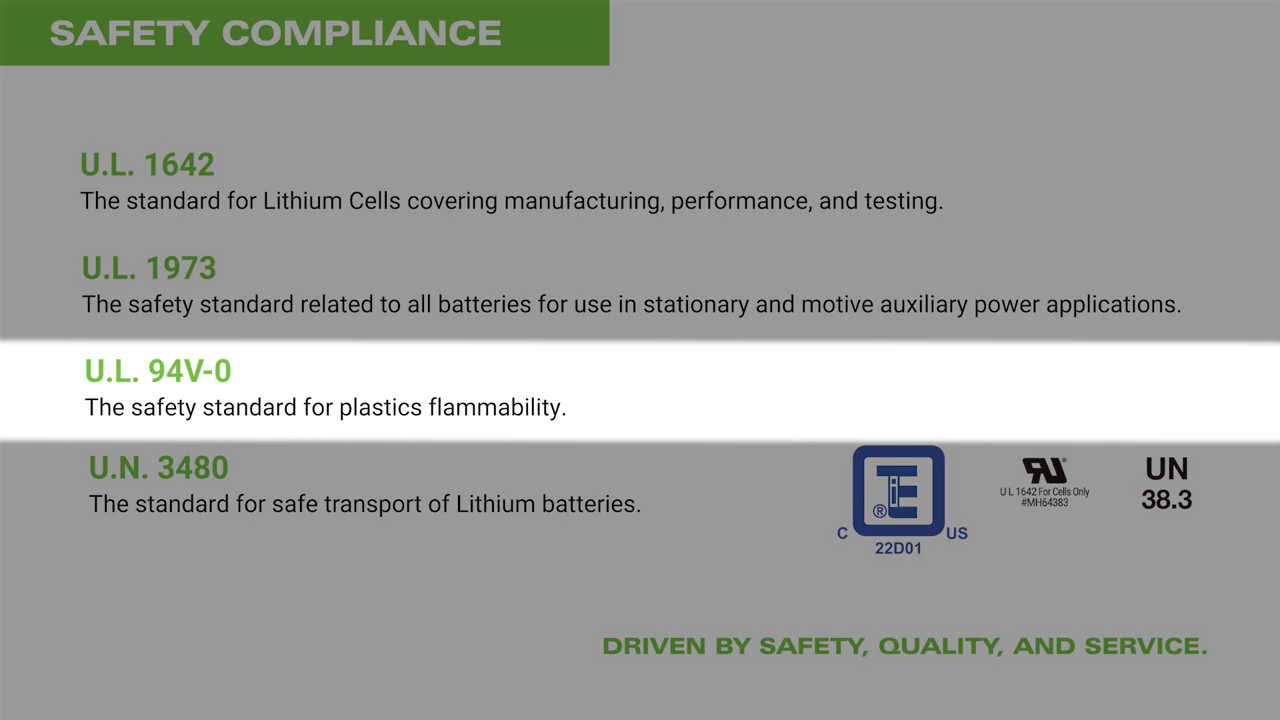 SAFETY COMPLIANCE
U.L. 1642
The standard for Lithium Cells covering manufacturing, performance, and testing.
U.L. 1973
The safety standard related to all batteries for use in stationary and motive auxiliary power applications.
U.L. 94V-0
The safety standard for plastics flammability.
U.N. 3480
The standard for safe transport of Lithium batteries.
TiE
®
C US
22D01
RU®
U L 1642 For Cells Only
#MH64383
UN
38.3
DRIVEN BY SAFETY, QUALITY, AND SERVICE.